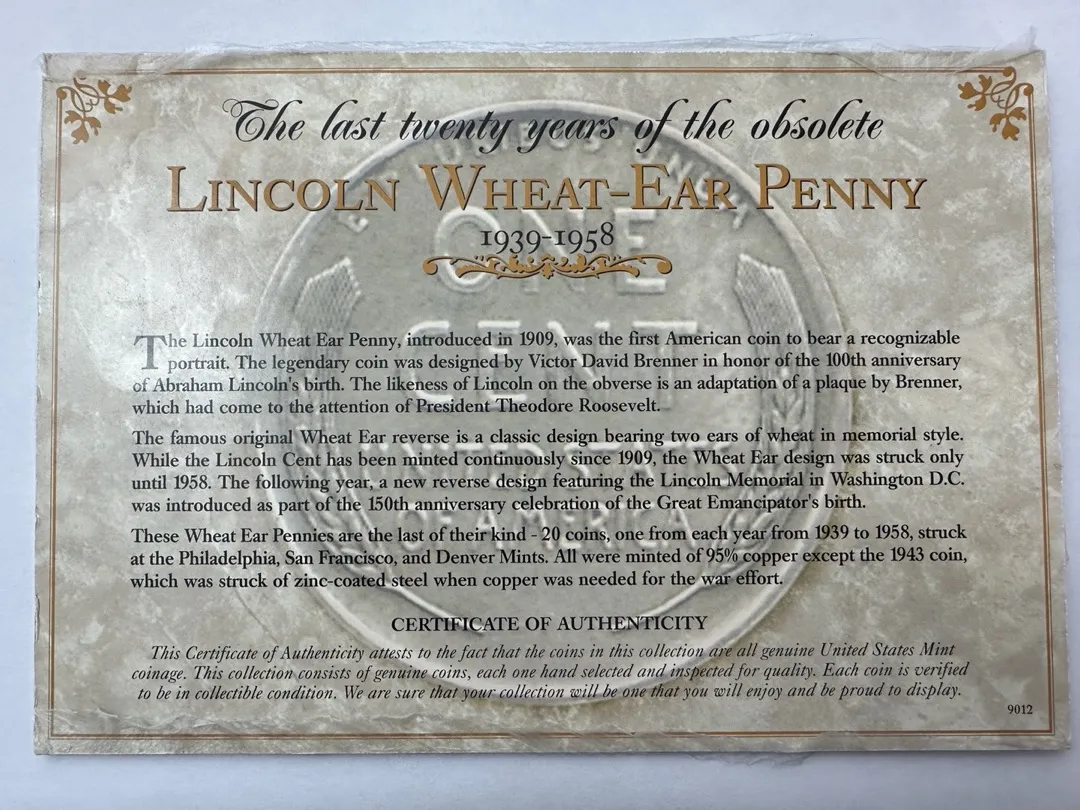 The last twenty years of the obsolete
LINCOLN WHEAT-EAR PENNY
1939-1958
The Lincoln Wheat Ear Penny, introduced in 1909, was the first American coin to bear a recognizable
portrait. The legendary coin was designed by Victor David Brenner in honor of the 100th anniversary
of Abraham Lincoln's birth. The likeness of Lincoln on the obverse is an adaptation of a plaque by Brenner,
which had come to the attention of President Theodore Roosevelt.
The famous original Wheat Ear reverse is a classic design bearing two ears of wheat in memorial style.
While the Lincoln Cent has been minted continuously since 1909, the Wheat Ear design was struck only
until 1958. The following year, a new reverse design featuring the Lincoln Memorial in Washington D.C.
was introduced as part of the 150th anniversary celebration of the Great Emancipator's birth.
These Wheat Ear Pennies are the last of their kind - 20 coins, one from each year from 1939 to 1958, struck
at the Philadelphia, San Francisco, and Denver Mints. All were minted of 95% copper except the 1943 coin,
which was struck of zinc-coated steel when copper was needed for the war effort.
CERTIFICATE OF AUTHENTICITY
This Certificate of Authenticity attests to the fact that the coins in this collection are all genuine United States Mint
coinage. This collection consists of genuine coins, each one hand selected and inspected for quality. Each coin is verified
to be in collectible condition. We are sure that your collection will be one that you will enjoy and be proud to display.
9012
ONE
CENT